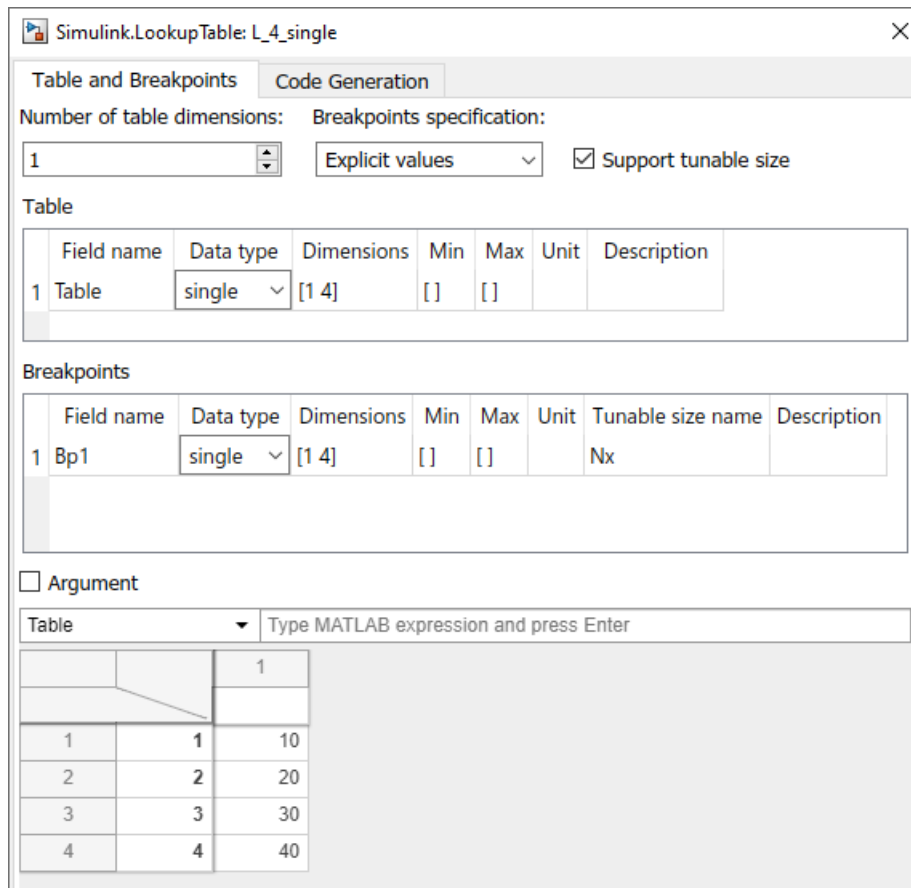 Simulink.LookupTable: L_4_single
Table and Breakpoints Code Generation
Number of table dimensions: Breakpoints specification:
1 Explicit values Support tunable size
Table
Field name Data type Dimensions Min Max Unit Description
1 Table single [1 4] [ ] [ ]
Breakpoints
Field name Data type Dimensions Min Max Unit Tunable size name Description
1 Bp1 single [1 4] [ ] [ ] Nx
Argument
Table Type MATLAB expression and press Enter
1
1 1 10
2 2 20
3 3 30
4 4 40